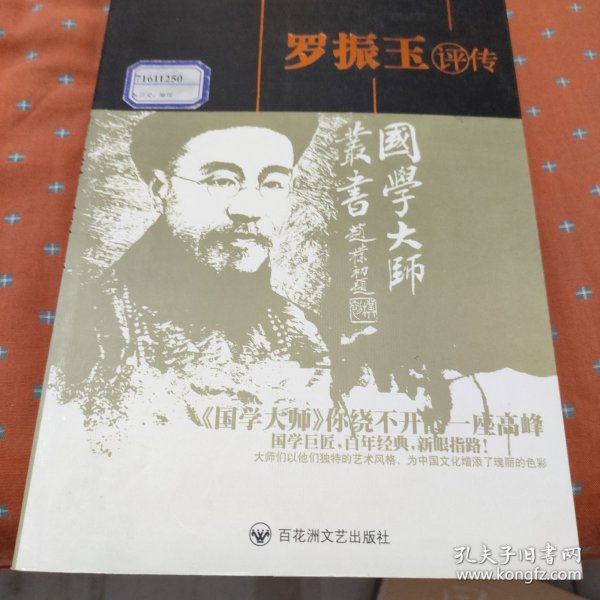 罗振玉评传
71611250
國學大師
叢書
趙樸初題
《国学大师》你绕不开的一座高峰
国学巨匠，百年经典，新眼指路！
大师们以他们独特的艺术风格，为中国文化增添了瑰丽的色彩
百花洲文艺出版社
孔夫子旧书网
www.kongfz.com